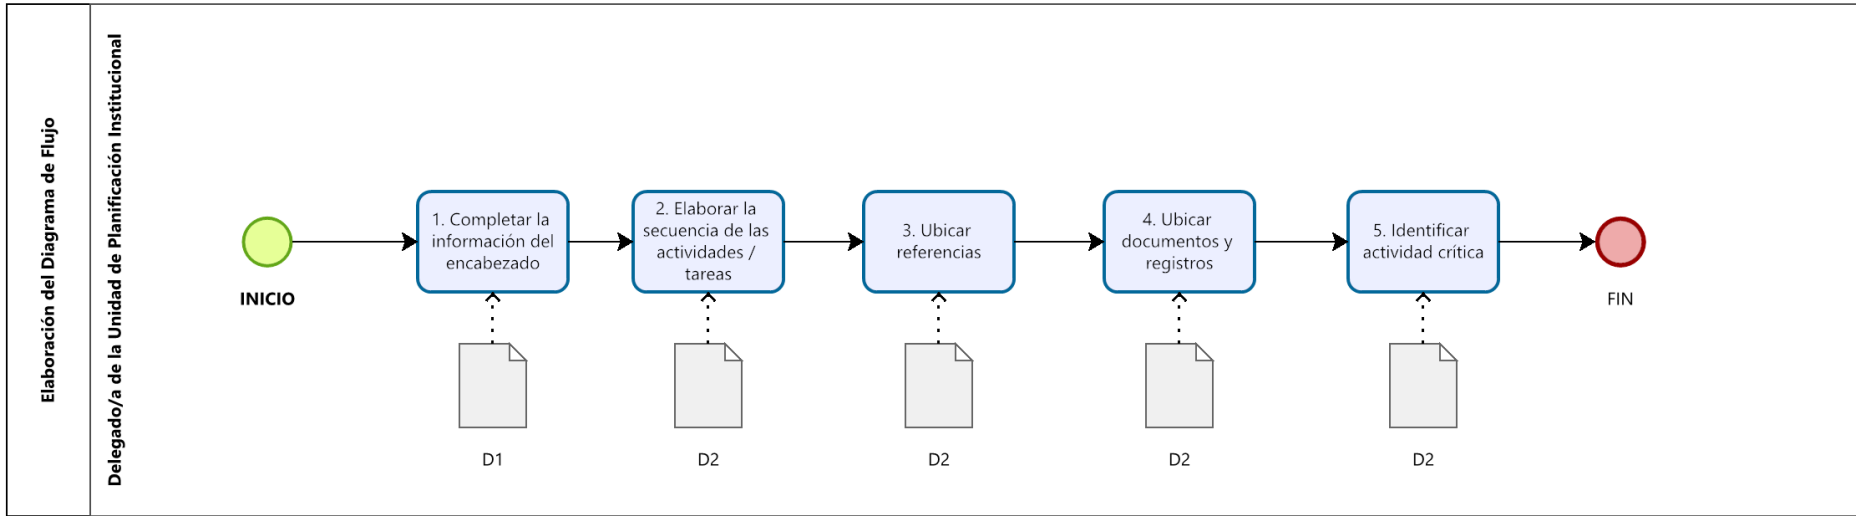 Elaboración del Diagrama de Flujo
Delegado/a de la Unidad de Planificación Institucional
INICIO
1. Completar la
información del
encabezado
2. Elaborar la
secuencia de las
actividades /
tareas
3. Ubicar
referencias
4. Ubicar
documentos y
registros
5. Identificar
actividad crítica
FIN
D1
D2
D2
D2
D2